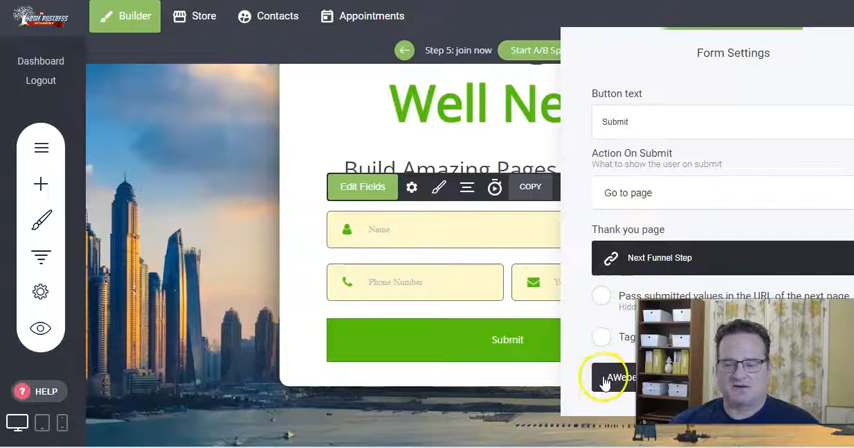 Builder
Store
Contacts
Appointments
Dashboard
Logout
Step 5: join now
Start A/B Sp
Form Settings
Well Ne
Build Amazing Pages
Edit Fields
COPY
Name
Phone Number
Submit
Button text
Submit
Action On Submit
What to show the user on submit
Go to page
Thank you page
Next Funnel Step
Pass submitted values in the URL of the next page
Hidd
Tag
AWebe
? HELP